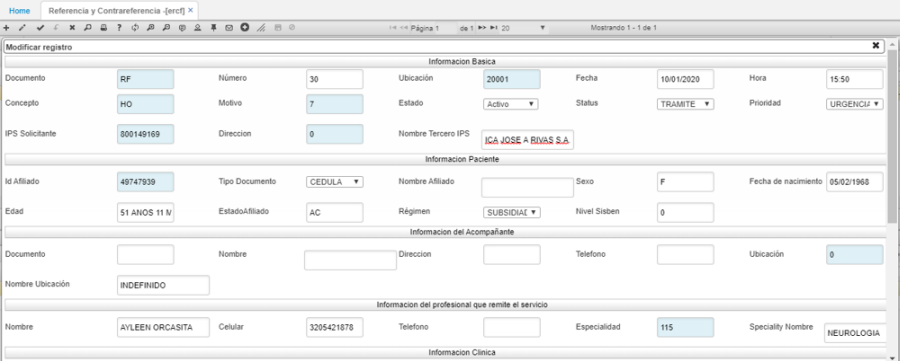 Home Referencia y Contrareferencia -[ercf] ×
Página 1 de 1 20 Mostrando 1 - 1 de 1
Modificar registro
Informacion Basica
Documento RF Número 30 Ubicación 20001 Fecha 10/01/2020 Hora 15:50
Concepto HO Motivo 7 Estado Activo Status TRAMITE Prioridad URGENCIA
IPS Solicitante 800149169 Direccion 0 Nombre Tercero IPS ICA JOSE A RIVAS S.A.
Informacion Paciente
Id Afiliado 49747939 Tipo Documento CEDULA Nombre Afiliado Sexo F Fecha de nacimiento 05/02/1968
Edad 51 ANOS 11 M EstadoAfiliado AC Régimen SUBSIDIAD Nivel Sisben 0
Informacion del Acompañante
Documento Nombre Direccion Telefono Ubicación 0
Nombre Ubicación INDEFINIDO
Informacion del profesional que remite el servicio
Nombre AYLEEN ORCASITA Celular 3205421878 Telefono Especialidad 115 Speciality Nombre NEUROLOGIA
Informacion Clinica